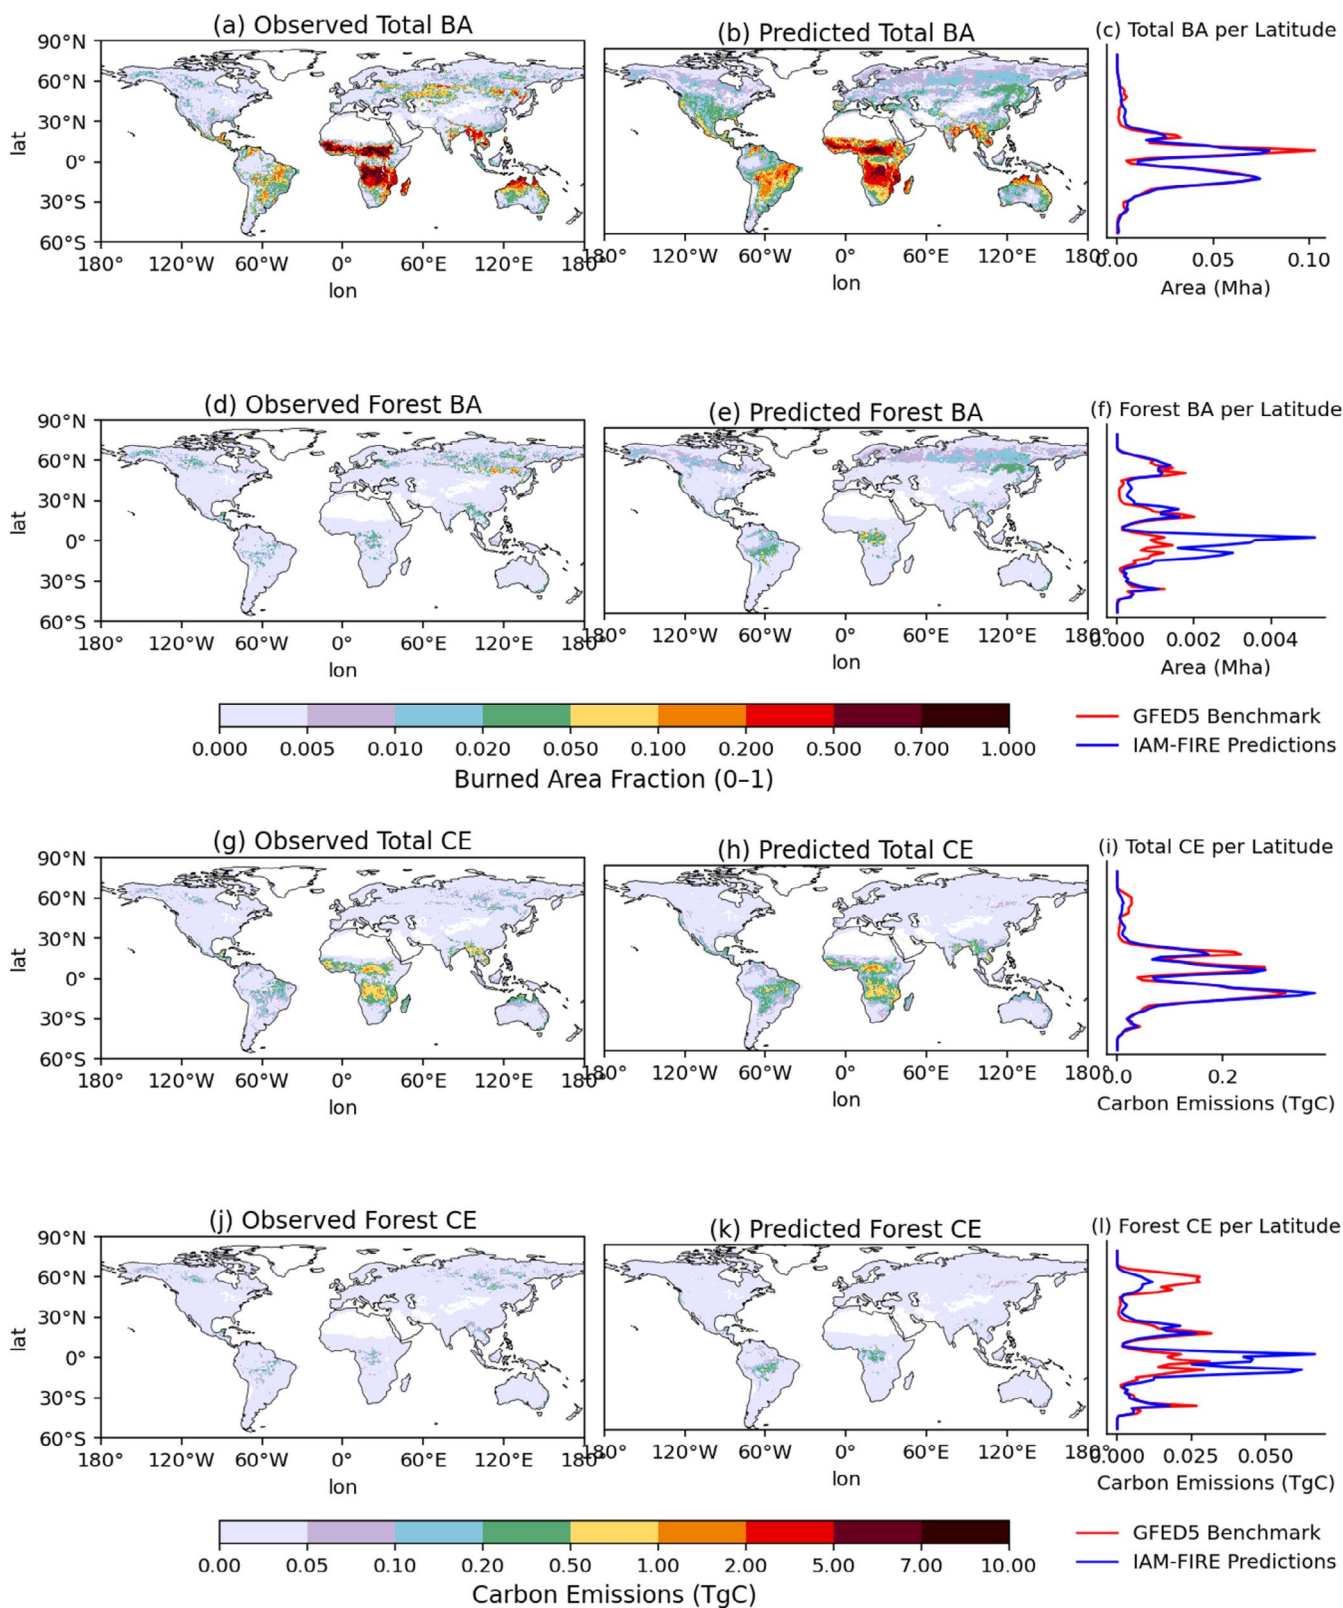 (a) Observed Total BA
(b) Predicted Total BA
(c) Total BA per Latitude
90°N
60°N
30°N
0°
30°S
60°S
lat
180°
120°W
60°W
0°
60°E
120°E
180°
120°W
60°W
0°
60°E
120°E
180°
0.00
0.05
0.10
lon
lon
Area (Mha)
(d) Observed Forest BA
(e) Predicted Forest BA
(f) Forest BA per Latitude
90°N
60°N
30°N
0°
30°S
60°S
lat
180°
120°W
60°W
0°
60°E
120°E
180°
120°W
60°W
0°
60°E
120°E
180°
0.000
0.002
0.004
lon
lon
Area (Mha)
0.000
0.005
0.010
0.020
0.050
0.100
0.200
0.500
0.700
1.000
Burned Area Fraction (0–1)
GFED5 Benchmark
IAM-FIRE Predictions
(g) Observed Total CE
(h) Predicted Total CE
(i) Total CE per Latitude
90°N
60°N
30°N
0°
30°S
60°S
lat
180°
120°W
60°W
0°
60°E
120°E
180°
120°W
60°W
0°
60°E
120°E
180°
0.0
0.2
lon
lon
Carbon Emissions (TgC)
(j) Observed Forest CE
(k) Predicted Forest CE
(l) Forest CE per Latitude
90°N
60°N
30°N
0°
30°S
60°S
lat
180°
120°W
60°W
0°
60°E
120°E
180°
120°W
60°W
0°
60°E
120°E
180°
0.000
0.025
0.050
lon
lon
Carbon Emissions (TgC)
0.00
0.05
0.10
0.20
0.50
1.00
2.00
5.00
7.00
10.00
Carbon Emissions (TgC)
GFED5 Benchmark
IAM-FIRE Predictions